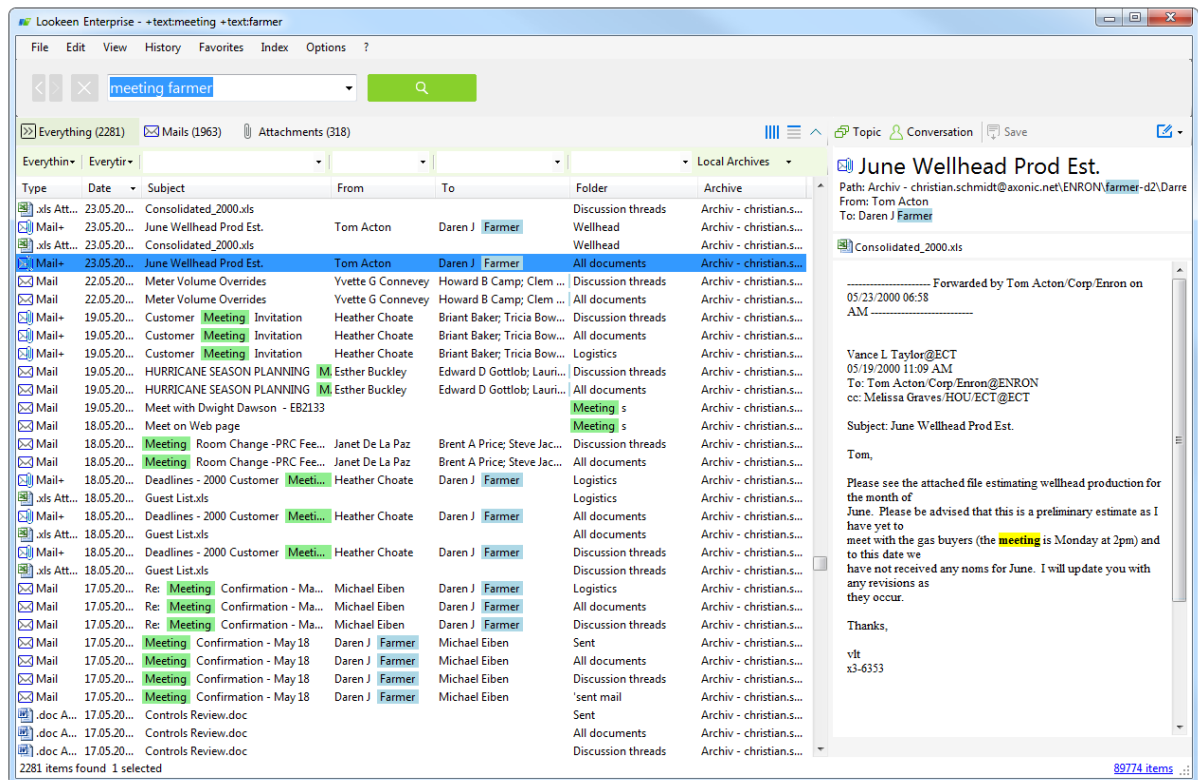 Lookeen Enterprise - +text:meeting +text:farmer
File Edit View History Favorites Index Options ?
meeting farmer
Everything (2281) Mails (1963) Attachments (318)
Everythin Everytir Local Archives
Type Date Subject From To Folder Archive
.xls Att... 23.05.20... Consolidated_2000.xls Discussion threads Archiv - christian.s...
Mail+ 23.05.20... June Wellhead Prod Est. Tom Acton Daren J Farmer Wellhead Archiv - christian.s...
.xls Att... 23.05.20... Consolidated_2000.xls Wellhead Archiv - christian.s...
Mail+ 23.05.20... June Wellhead Prod Est. Tom Acton Daren J Farmer All documents Archiv - christian.s...
Mail 22.05.20... Meter Volume Overrides Yvette G Connevey Howard B Camp; Clem ... Discussion threads Archiv - christian.s...
Mail 22.05.20... Meter Volume Overrides Yvette G Connevey Howard B Camp; Clem ... All documents Archiv - christian.s...
Mail+ 19.05.20... Customer Meeting Invitation Heather Choate Briant Baker; Tricia Bow... Discussion threads Archiv - christian.s...
Mail+ 19.05.20... Customer Meeting Invitation Heather Choate Briant Baker; Tricia Bow... All documents Archiv - christian.s...
Mail+ 19.05.20... Customer Meeting Invitation Heather Choate Briant Baker; Tricia Bow... Logistics Archiv - christian.s...
Mail 19.05.20... HURRICANE SEASON PLANNING M. Esther Buckley Edward D Gottlob; Lauri... Discussion threads Archiv - christian.s...
Mail 19.05.20... HURRICANE SEASON PLANNING M. Esther Buckley Edward D Gottlob; Lauri... All documents Archiv - christian.s...
Mail 19.05.20... Meet with Dwight Dawson - EB2133 Meeting s Archiv - christian.s...
Mail 18.05.20... Meet on Web page Meeting s Archiv - christian.s...
Mail 18.05.20... Meeting Room Change -PRC Fee... Janet De La Paz Brent A Price; Steve Jac... Discussion threads Archiv - christian.s...
Mail 18.05.20... Meeting Room Change -PRC Fee... Janet De La Paz Brent A Price; Steve Jac... All documents Archiv - christian.s...
Mail+ 18.05.20... Deadlines - 2000 Customer Meeti... Heather Choate Daren J Farmer Logistics Archiv - christian.s...
.xls Att... 18.05.20... Guest List.xls Logistics Archiv - christian.s...
Mail+ 18.05.20... Deadlines - 2000 Customer Meeti... Heather Choate Daren J Farmer All documents Archiv - christian.s...
.xls Att... 18.05.20... Guest List.xls All documents Archiv - christian.s...
Mail+ 18.05.20... Deadlines - 2000 Customer Meeti... Heather Choate Daren J Farmer Discussion threads Archiv - christian.s...
.xls Att... 18.05.20... Guest List.xls Discussion threads Archiv - christian.s...
Mail 17.05.20... Re: Meeting Confirmation - Ma... Michael Eiben Daren J Farmer Logistics Archiv - christian.s...
Mail 17.05.20... Re: Meeting Confirmation - Ma... Michael Eiben Daren J Farmer All documents Archiv - christian.s...
Mail 17.05.20... Re: Meeting Confirmation - Ma... Michael Eiben Daren J Farmer Discussion threads Archiv - christian.s...
Mail 17.05.20... Meeting Confirmation - May 18 Daren J Farmer Michael Eiben Sent Archiv - christian.s...
Mail 17.05.20... Meeting Confirmation - May 18 Daren J Farmer Michael Eiben All documents Archiv - christian.s...
Mail 17.05.20... Meeting Confirmation - May 18 Daren J Farmer Michael Eiben Discussion threads Archiv - christian.s...
Mail 17.05.20... Meeting Confirmation - May 18 Daren J Farmer Michael Eiben 'sent mail Archiv - christian.s...
.doc A... 17.05.20... Controls Review.doc Sent Archiv - christian.s...
.doc A... 17.05.20... Controls Review.doc All documents Archiv - christian.s...
.doc A... 17.05.20... Controls Review.doc Discussion threads Archiv - christian.s...
2281 items found 1 selected
Topic Conversation Save
June Wellhead Prod Est.
Path: Archiv - christian.schmidt@axonic.net\ENRON\farmer-d2\Darre
From: Tom Acton
To: Daren J Farmer
Consolidated_2000.xls
---------------------- Forwarded by Tom Acton/Corp/Enron on
05/23/2000 06:58
AM ---------------------------
Vance L Taylor@ECT
05/19/2000 11:09 AM
To: Tom Acton/Corp/Enron@ENRON
cc: Melissa Graves/HOU/ECT@ECT
Subject: June Wellhead Prod Est.
Tom,
Please see the attached file estimating wellhead production for
the month of
June. Please be advised that this is a preliminary estimate as I
have yet to
meet with the gas buyers (the meeting is Monday at 2pm) and
to this date we
have not received any noms for June. I will update you with
any revisions as
they occur.
Thanks,
vlt
x3-6353
89774 items